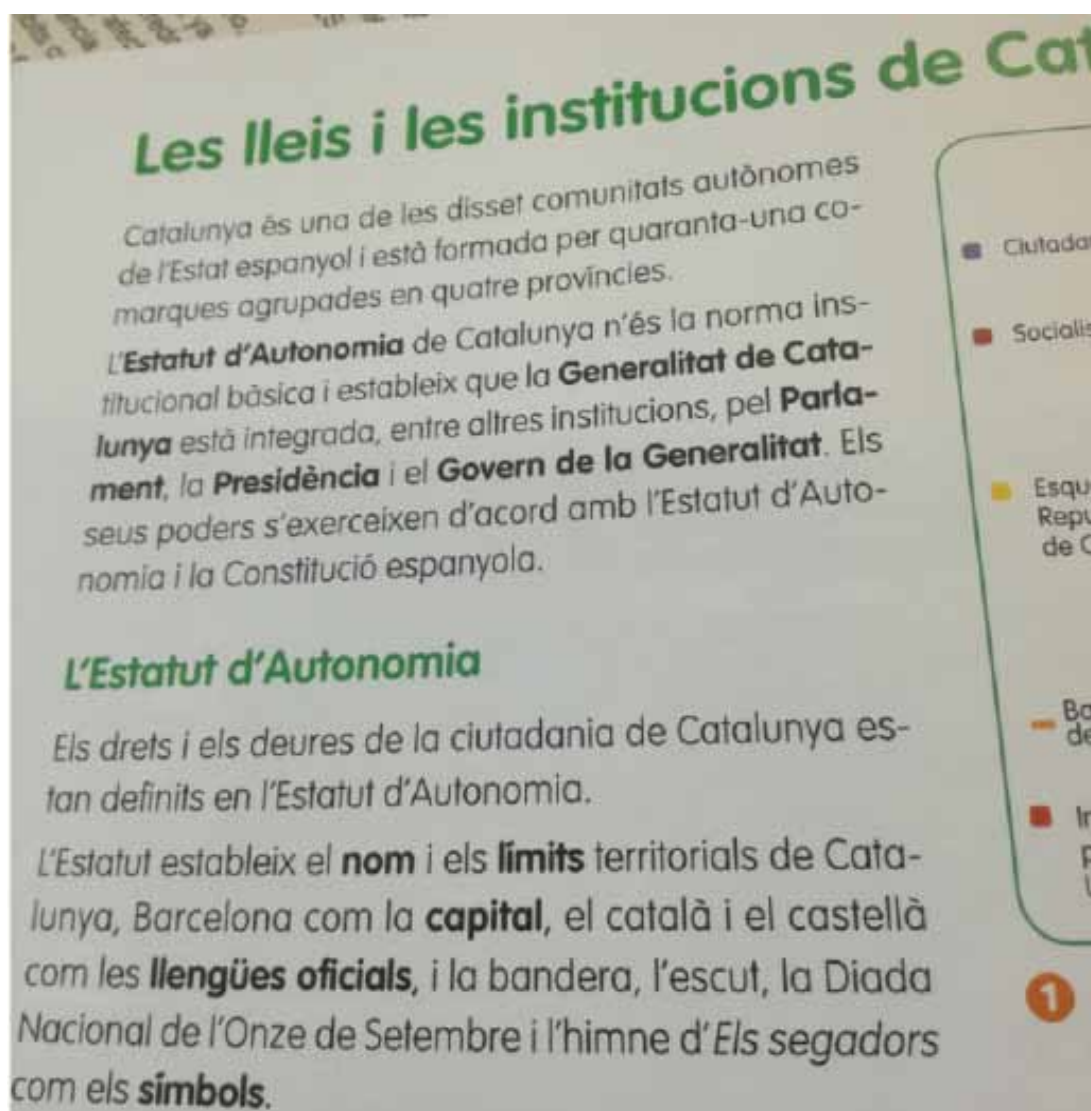 Les lleis i les institucions de Cat
Catalunya és una de les disset comunitats autònomes
de l'Estat espanyol i està formada per quaranta-una co-
marques agrupades en quatre províncies.
L'Estatut d'Autonomia de Catalunya n'és la norma ins-
titucional bàsica i estableix que la Generalitat de Cata-
lunya està integrada, entre altres institucions, pel Parla-
ment, la Presidència i el Govern de la Generalitat. Els
seus poders s'exerceixen d'acord amb l'Estatut d'Auto-
nomia i la Constitució espanyola.
L'Estatut d'Autonomia
Els drets i els deures de la ciutadania de Catalunya es-
tan definits en l'Estatut d'Autonomia.
L'Estatut estableix el nom i els límits territorials de Cata-
lunya, Barcelona com la capital, el català i el castellà
com les llengües oficials, i la bandera, l'escut, la Diada
Nacional de l'Onze de Setembre i l'himne d'Els segadors
com els símbols.
Ciutadan
Socialis
Esqu
Repu
de C
1